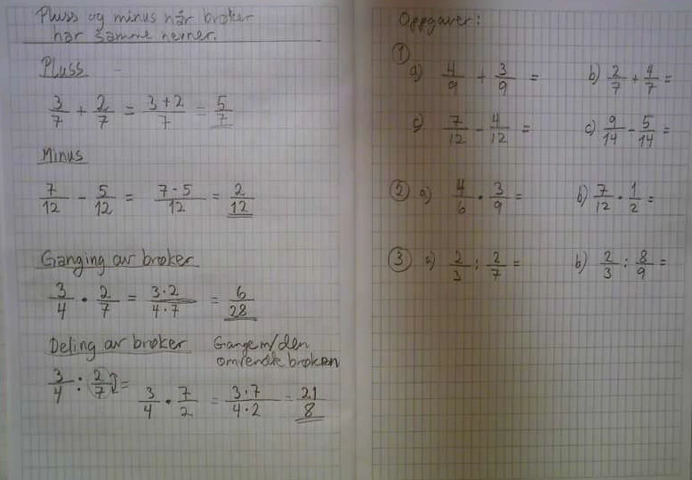 Pluss og minus når brøker
har samme nevner.
Pluss
3/7 + 2/7 = 3+2/7 = 5/7
Minus
7/12 - 5/12 = 7-5/12 = 2/12
Ganging av brøker
3/4 · 2/7 = 3·2/4·7 = 6/28
Deling av brøker
Gange m/den
omvendte brøken
3/4 : 2/7 =
3/4 · 7/2 = 3·7/4·2 = 21/8
Oppgaver:
① a) 4/9 + 3/9 = b) 2/7 + 4/7 =
c) 7/12 - 4/12 = c) 9/14 - 5/14 =
② a) 4/6 · 3/9 = b) 7/12 · 1/2 =
③ a) 2/3 : 2/7 = b) 2/3 : 8/9 =